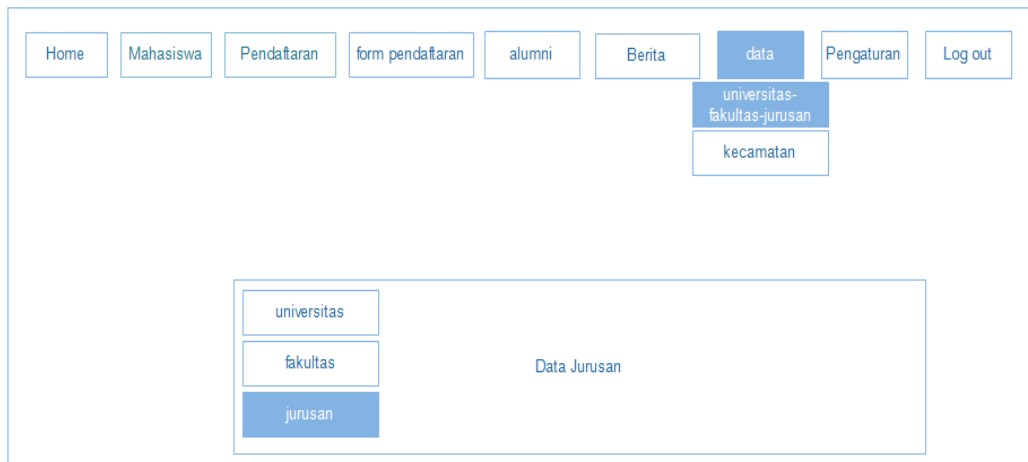 Home
Mahasiswa
Pendaftaran
form pendaftaran
alumni
Berita
data
Pengaturan
Log out
universitas-
fakultas-jurusan
kecamatan
universitas
fakultas
jurusan
Data Jurusan